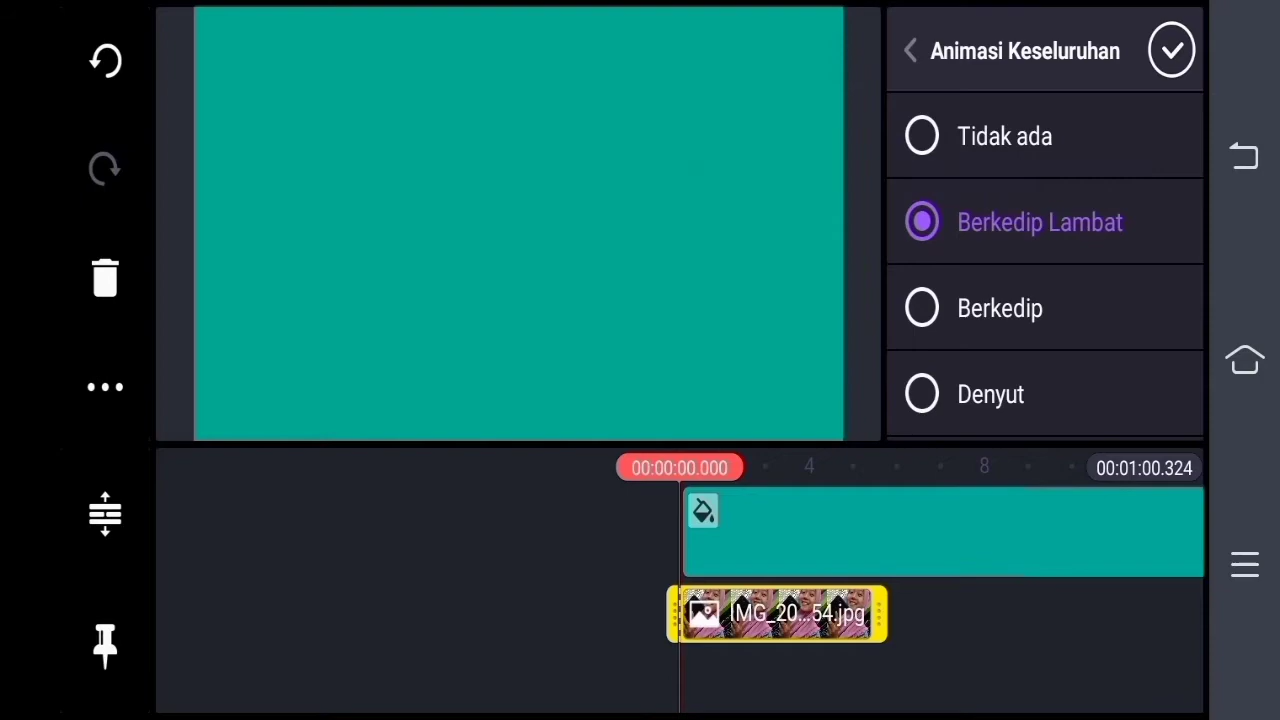 Animasi Keseluruhan
Tidak ada
Berkedip Lambat
Berkedip
Denyut
00:00:00.000
4
8
00:01:00.324
IMG_20...54.jpg